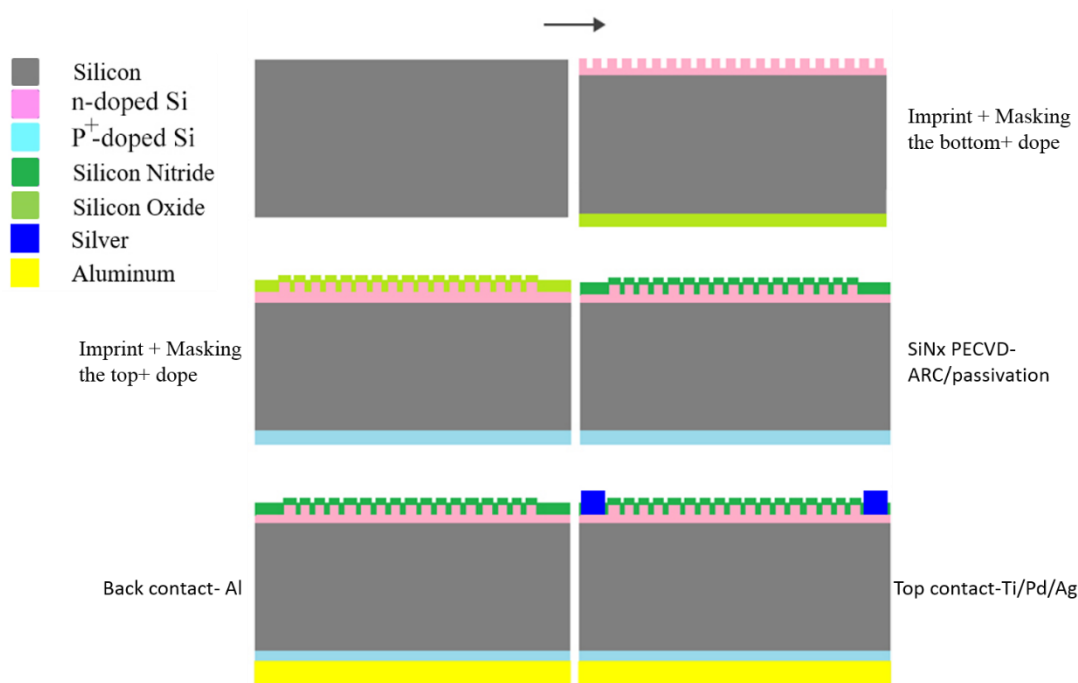 Silicon
n-doped Si
P+-doped Si
Silicon Nitride
Silicon Oxide
Silver
Aluminum
Imprint + Masking
the bottom+ dope
Imprint + Masking
the top+ dope
SiNx PECVD-
ARC/passivation
Back contact- Al
Top contact-Ti/Pd/Ag